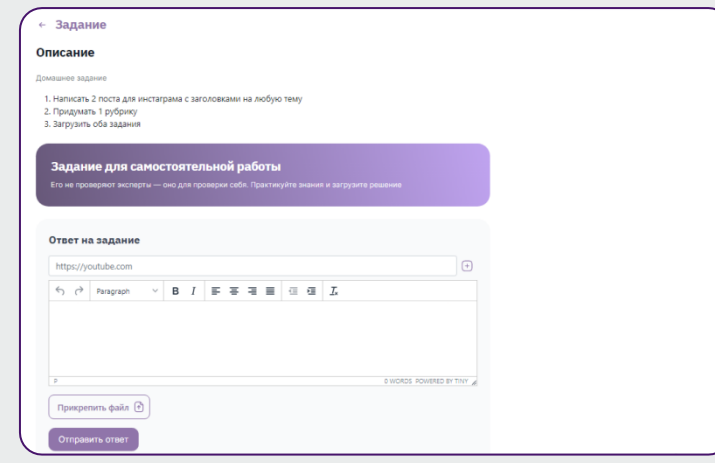 ← Задание
Описание
Домашнее задание
1. Написать 2 поста для инстаграма с заголовками на любую тему
2. Придумать 1 рубрику
3. Загрузить оба задания
Задание для самостоятельной работы
Его не проверяют эксперты — оно для проверки себя. Практикуйте знания и загрузите решение
Ответ на задание
https://youtube.com
Paragraph B I
P 0 WORDS POWERED BY TINY
Прикрепить файл
Отправить ответ